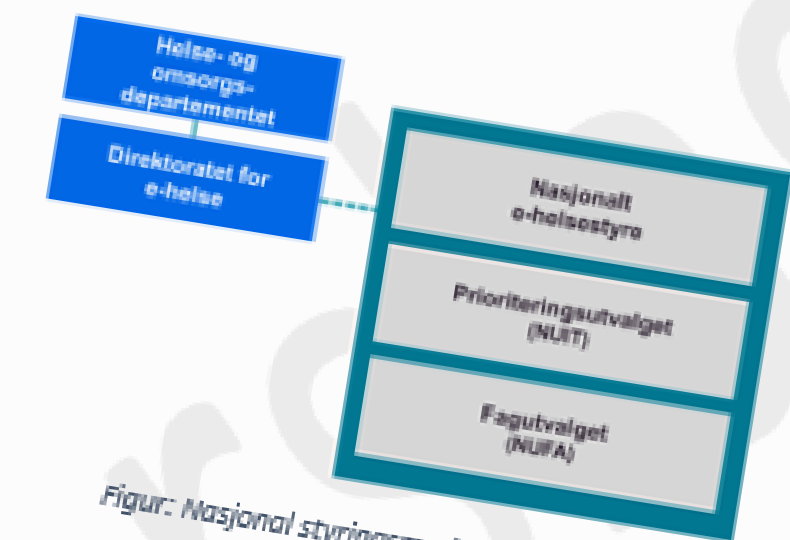 Helse- og
omsorgs-
departementet
Direktoratet for
e-helse
Nasjonalt
e-helsestyre
Prioriteringsutvalget
(NUIT)
Fagutvalget
(NUFA)
Figur: Nasjonal